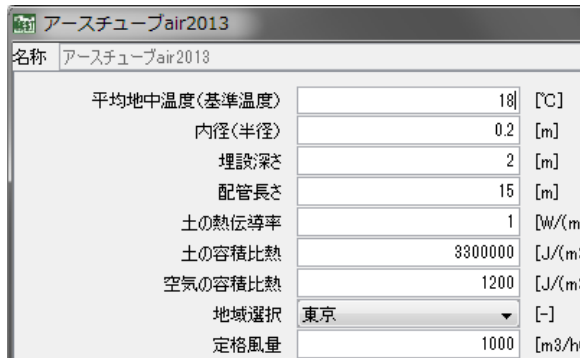 アースチューブair2013
名称 アースチューブair2013
平均地中温度(基準温度) 18 [℃]
内径(半径) 0.2 [m]
埋設深さ 2 [m]
配管長さ 15 [m]
土の熱伝導率 1 [W/(m
土の容積比熱 3300000 [J/(m3
空気の容積比熱 1200 [J/(m3
地域選択 東京 [-]
定格風量 1000 [m3/h